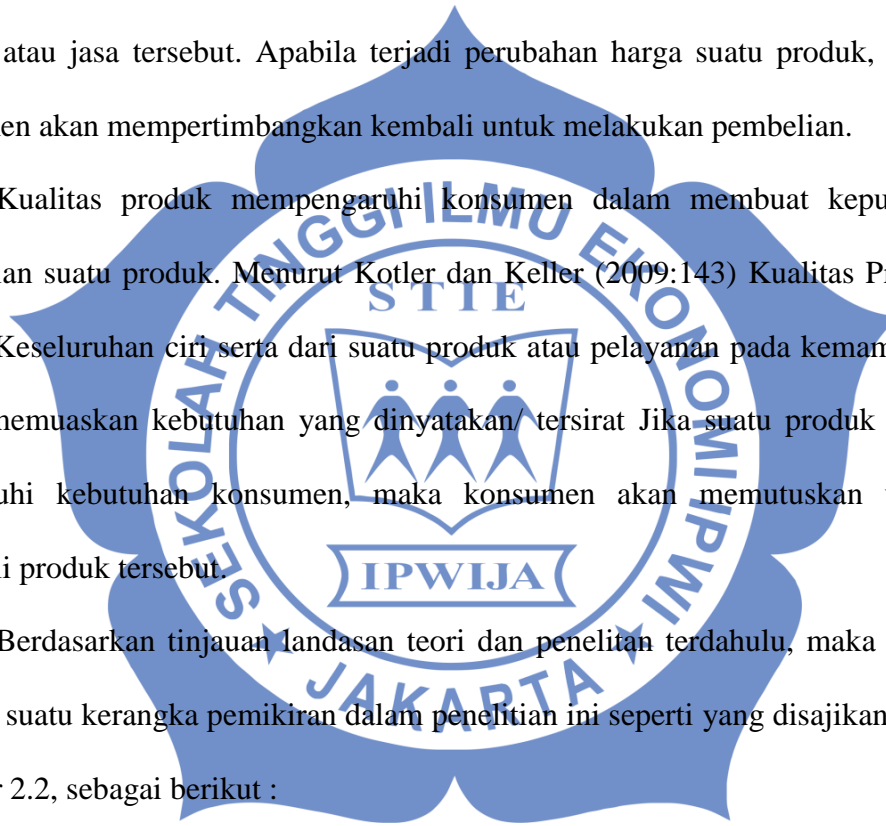 atau jasa tersebut. Apabila terjadi perubahan harga suatu produk,
en akan mempertimbangkan kembali untuk melakukan pembelian.
Kualitas produk mempengaruhi konsumen dalam membuat kepu
an suatu produk. Menurut Kotler dan Keller (2009:143) Kualitas P
Keseluruhan ciri serta dari suatu produk atau pelayanan pada kemam
memuaskan kebutuhan yang dinyatakan/ tersirat Jika suatu produk
uhi kebutuhan konsumen, maka konsumen akan memutuskan
i produk tersebut.
Berdasarkan tinjauan landasan teori dan penelitan terdahulu, maka
suatu kerangka pemikiran dalam penelitian ini seperti yang disajikan
r 2.2, sebagai berikut :
SEKOLAH TINGGI ILMU EKONOMI IPWI
STIE
IPWIJA
JAKARTA